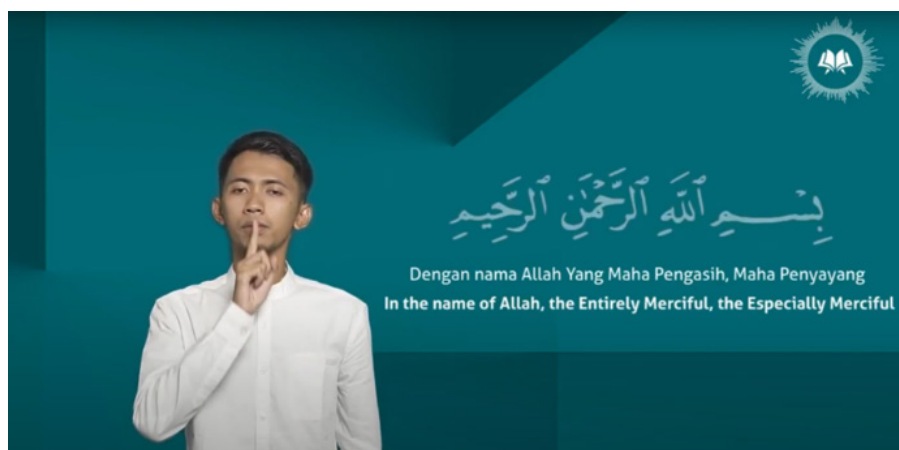 بِسْــــمِ ٱللَّهِ ٱلرَّحْمَٰنِ ٱلرَّحِيمِ
Dengan nama Allah Yang Maha Pengasih, Maha Penyayang
In the name of Allah, the Entirely Merciful, the Especially Merciful